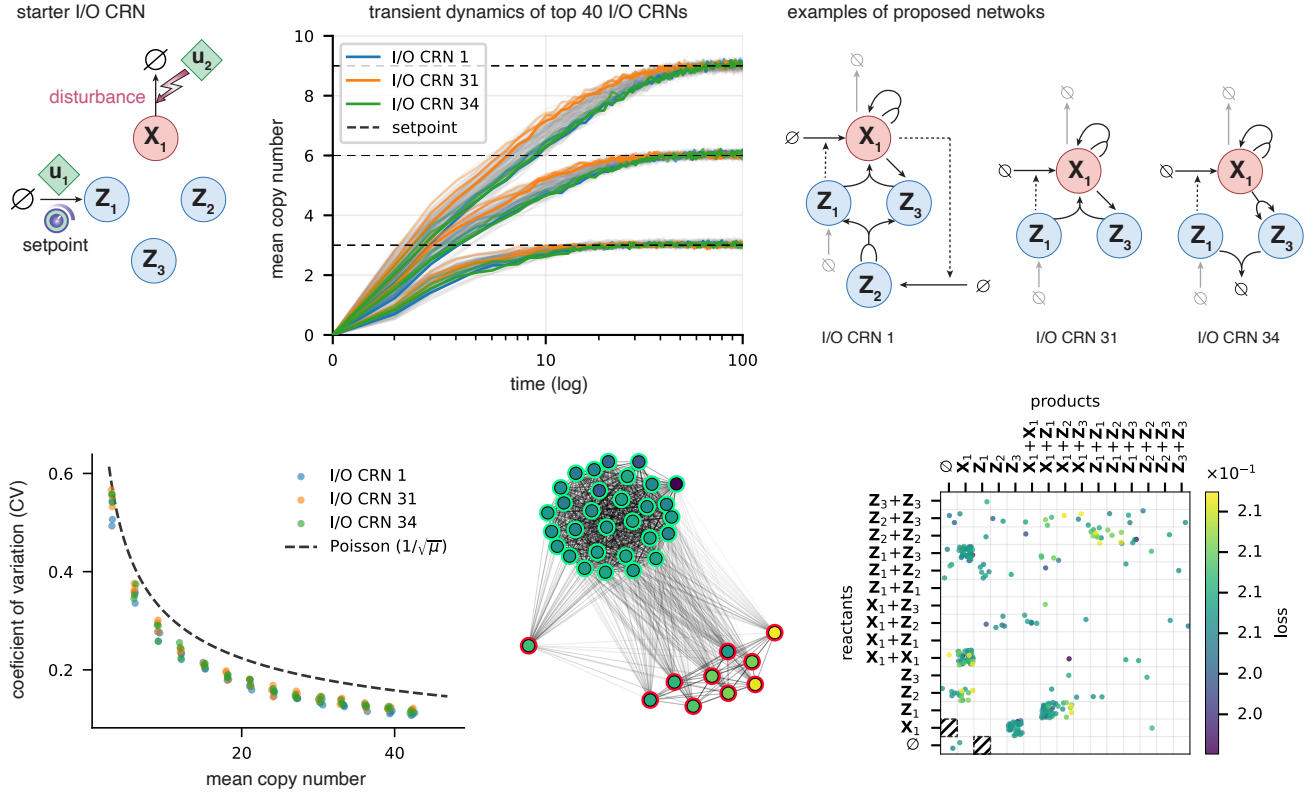 starter I/O CRN
∅
u₂
disturbance
X₁
u₁
∅
Z₁
Z₂
setpoint
Z₃
transient dynamics of top 40 I/O CRNs
10
8
6
4
2
0
mean copy number
I/O CRN 1
I/O CRN 31
I/O CRN 34
setpoint
0
10
100
time (log)
examples of proposed netwoks
∅
∅
X₁
Z₁
Z₃
∅
Z₂
∅
I/O CRN 1
∅
∅
X₁
Z₁
Z₃
∅
I/O CRN 31
∅
∅
X₁
Z₁
Z₃
∅
∅
I/O CRN 34
0.6
0.4
0.2
coeficient of variation (CV)
I/O CRN 1
I/O CRN 31
I/O CRN 34
Poisson (1/√μ)
20
40
mean copy number
products
∅
X₁
Z₁
Z₂
Z₃
X₁+X₁
X₁+Z₁
X₁+Z₂
X₁+Z₃
Z₁+Z₁
Z₁+Z₂
Z₁+Z₃
Z₂+Z₂
Z₂+Z₃
Z₃+Z₃
reactants
Z₃+Z₃
Z₂+Z₃
Z₂+Z₂
Z₁+Z₃
Z₁+Z₂
Z₁+Z₁
X₁+Z₃
X₁+Z₂
X₁+Z₁
X₁+X₁
Z₃
Z₂
Z₁
X₁
∅
×10⁻¹
2.1
2.1
2.1
2.1
2.0
2.0
loss